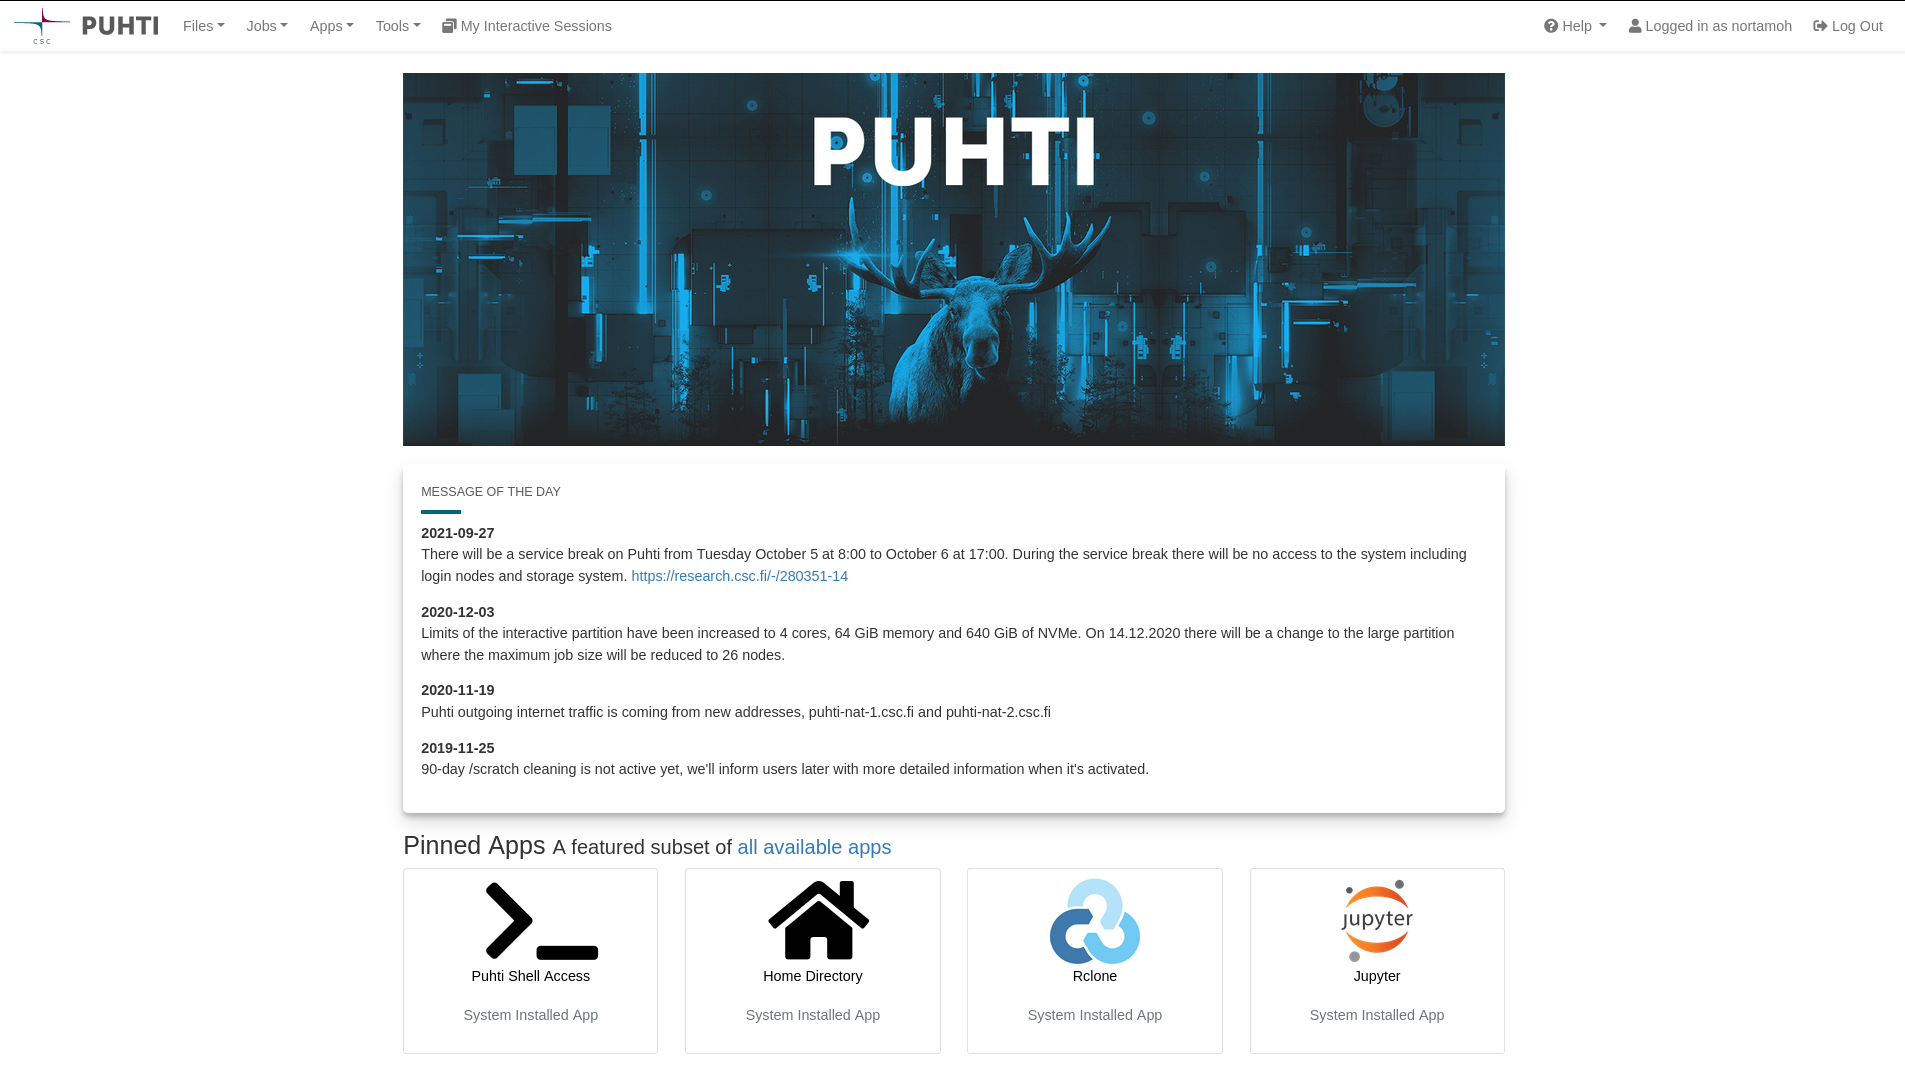 CSC
PUHTI
Files
Jobs
Apps
Tools
My Interactive Sessions
Help
Logged in as nortamoh
Log Out
PUHTI
MESSAGE OF THE DAY
2021-09-27
There will be a service break on Puhti from Tuesday October 5 at 8:00 to October 6 at 17:00. During the service break there will be no access to the system including
login nodes and storage system. https://research.csc.fi/-/280351-14
2020-12-03
Limits of the interactive partition have been increased to 4 cores, 64 GiB memory and 640 GiB of NVMe. On 14.12.2020 there will be a change to the large partition
where the maximum job size will be reduced to 26 nodes.
2020-11-19
Puhti outgoing internet traffic is coming from new addresses, puhti-nat-1.csc.fi and puhti-nat-2.csc.fi
2019-11-25
90-day /scratch cleaning is not active yet, we'll inform users later with more detailed information when it's activated.
Pinned Apps A featured subset of all available apps
Puhti Shell Access
System Installed App
Home Directory
System Installed App
Rclone
System Installed App
jupyter
Jupyter
System Installed App